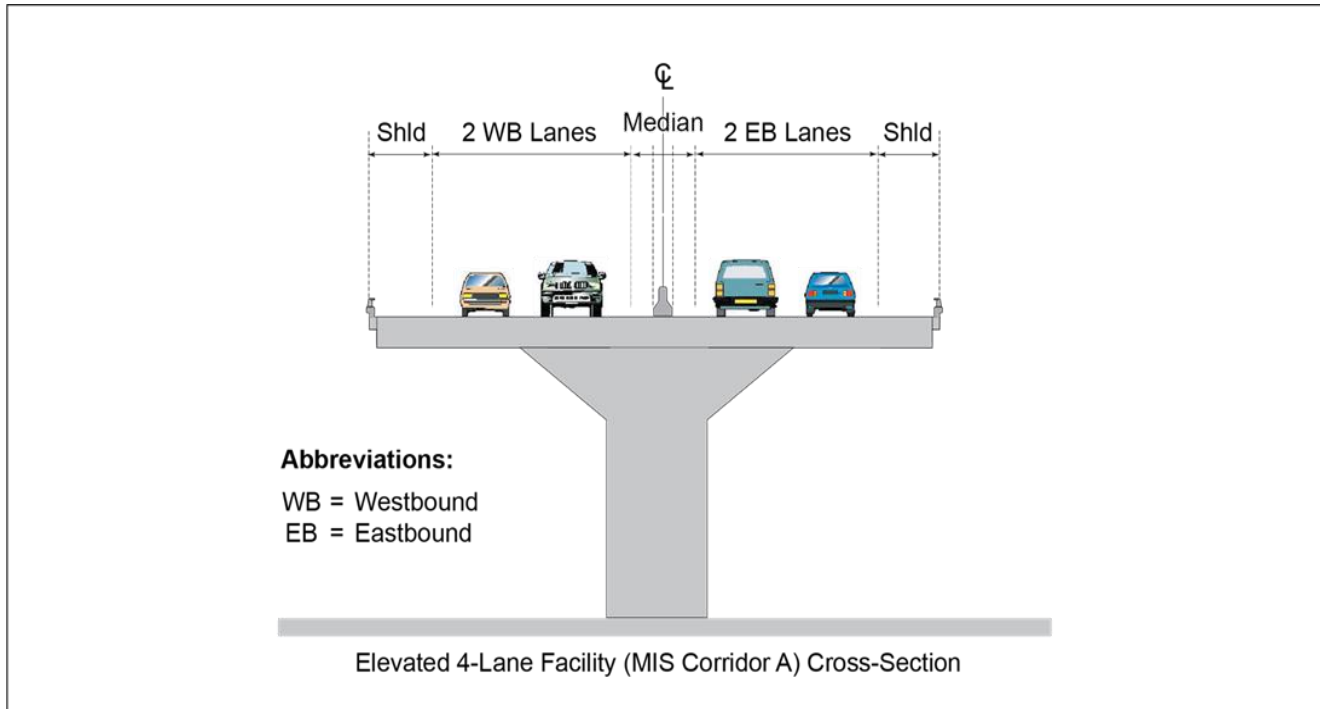 ℄
Shld 2 WB Lanes Median 2 EB Lanes Shld
Abbreviations:
WB = Westbound
EB = Eastbound
Elevated 4-Lane Facility (MIS Corridor A) Cross-Section